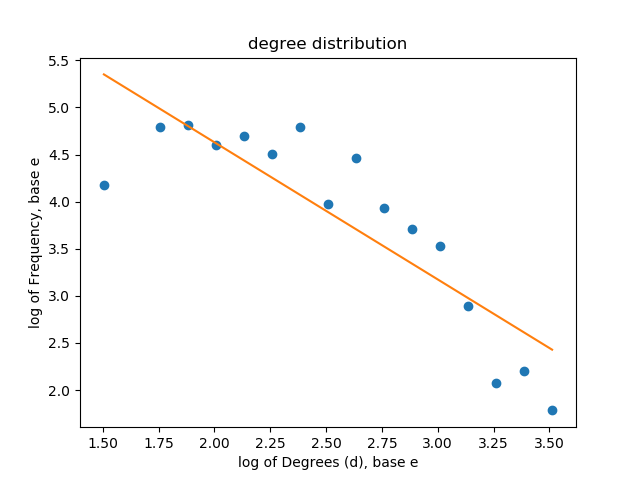 degree distribution
5.5
5.0
4.5
4.0
3.5
3.0
2.5
2.0
log of Frequency, base e
1.50 1.75 2.00 2.25 2.50 2.75 3.00 3.25 3.50
log of Degrees (d), base e